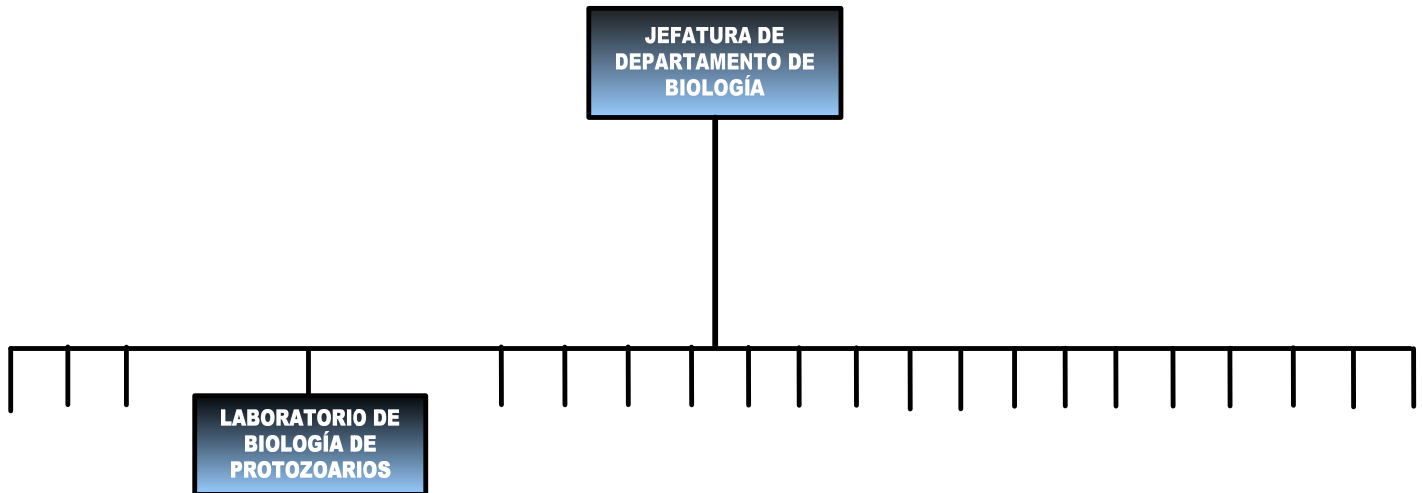 JEFATURA DE
DEPARTAMENTO DE
BIOLOGÍA
LABORATORIO DE
BIOLOGÍA DE
PROTOZOARIOS